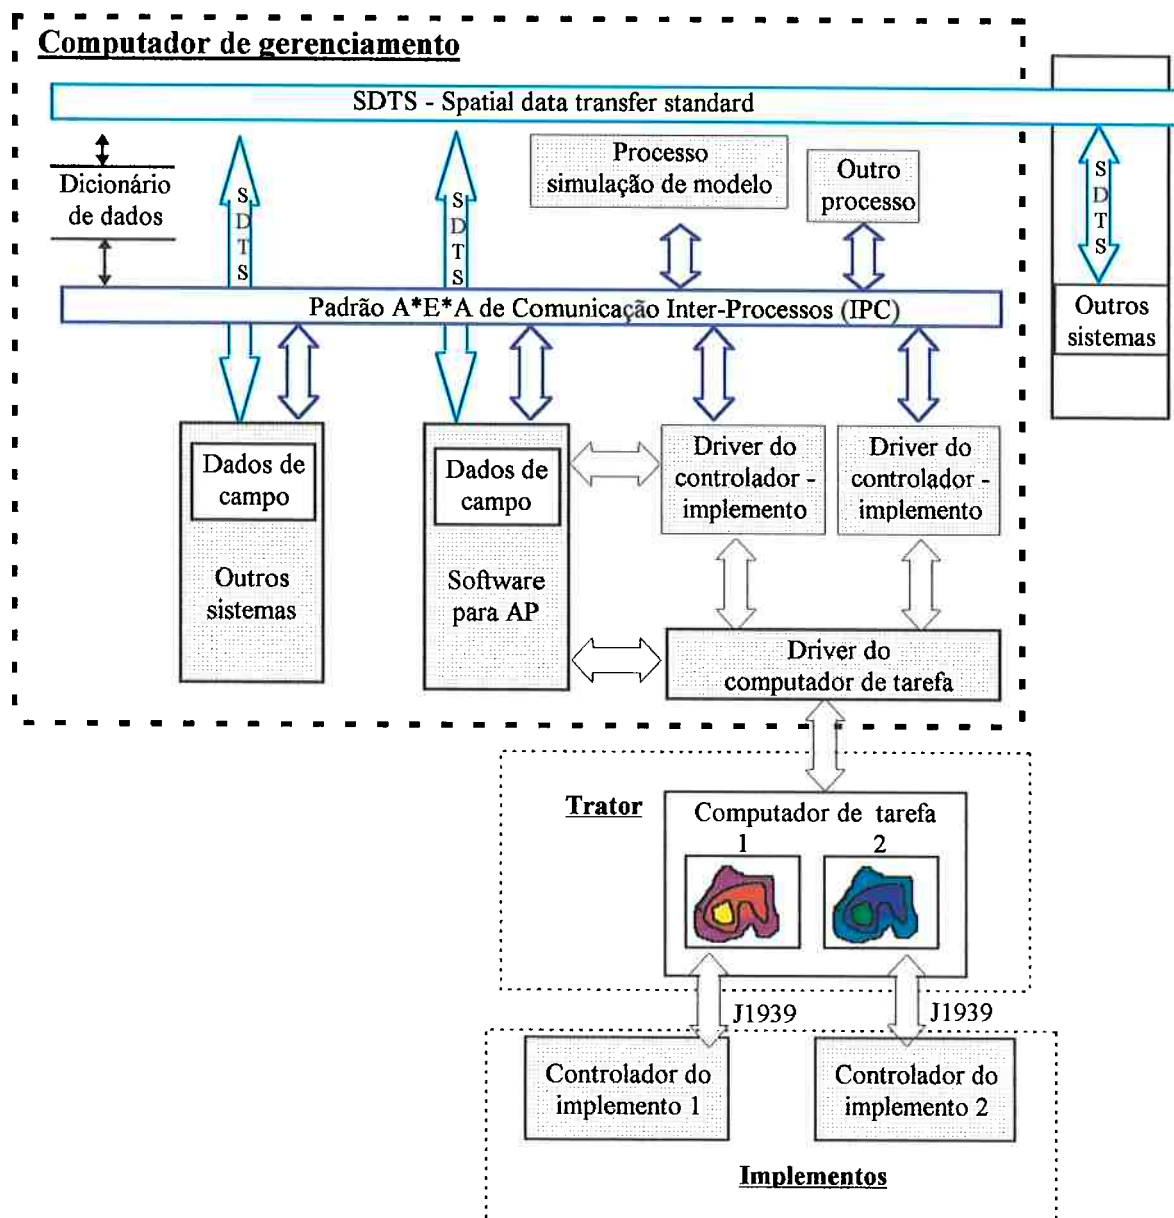 Computador de gerenciamento
SDTS - Spatial data transfer standard
Dicionário
de dados
SDTS
SDTS
Processo
simulação de modelo
Outro
processo
SDTS
Padrão A*E*A de Comunicação Inter-Processos (IPC)
Outros
sistemas
Dados de
campo
Outros
sistemas
Dados de
campo
Software
para AP
Driver do
controlador -
implemento
Driver do
controlador -
implemento
Driver do
computador de tarefa
Trator
Computador de tarefa
1 2
J1939
J1939
Controlador do
implemento 1
Controlador do
implemento 2
Implementos